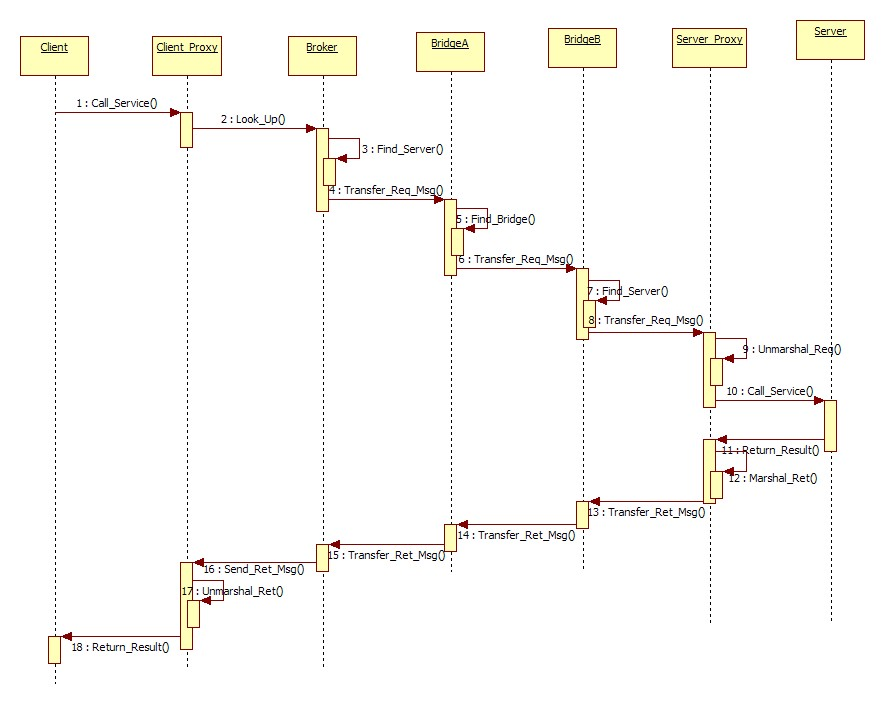 Client
Client_Proxy
Broker
BridgeA
BridgeB
Server_Proxy
Server
1 : Call_Service()
2 : Look_Up()
3 : Find_Server()
4 : Transfer_Req_Msg()
5 : Find_Bridge()
6 : Transfer_Req_Msg()
7 : Find_Server()
8 : Transfer_Req_Msg()
9 : Unmarshal_Req()
10 : Call_Service()
11 : Return_Result()
12 : Marshal_Ret()
13 : Transfer_Ret_Msg()
14 : Transfer_Ret_Msg()
15 : Transfer_Ret_Msg()
16 : Send_Ret_Msg()
17 : Unmarshal_Ret()
18 : Return_Result()